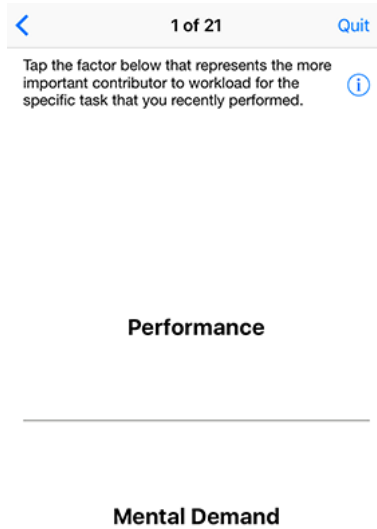 1 of 21 Quit
Tap the factor below that represents the more
important contributor to workload for the
specific task that you recently performed.
Performance
Mental Demand